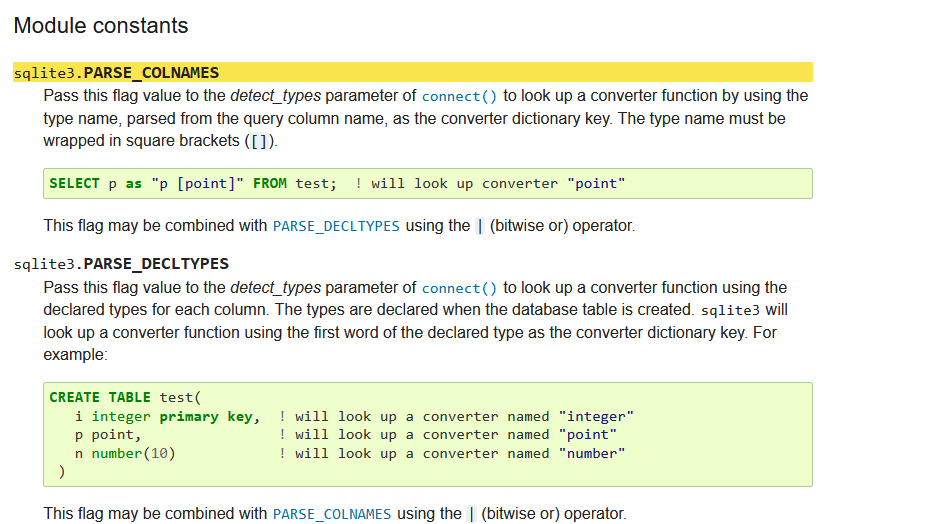 Module constants
sqlite3.PARSE_COLNAMES
Pass this flag value to the detect_types parameter of connect() to look up a converter function by using the
type name, parsed from the query column name, as the converter dictionary key. The type name must be
wrapped in square brackets ([]).
SELECT p as "p [point]" FROM test;  ! will look up converter "point"
This flag may be combined with PARSE_DECLTYPES using the | (bitwise or) operator.
sqlite3.PARSE_DECLTYPES
Pass this flag value to the detect_types parameter of connect() to look up a converter function using the
declared types for each column. The types are declared when the database table is created. sqlite3 will
look up a converter function using the first word of the declared type as the converter dictionary key. For
example:
CREATE TABLE test(
   i integer primary key,  ! will look up a converter named "integer"
   p point,                ! will look up a converter named "point"
   n number(10)            ! will look up a converter named "number"
 )
This flag may be combined with PARSE_COLNAMES using the | (bitwise or) operator.